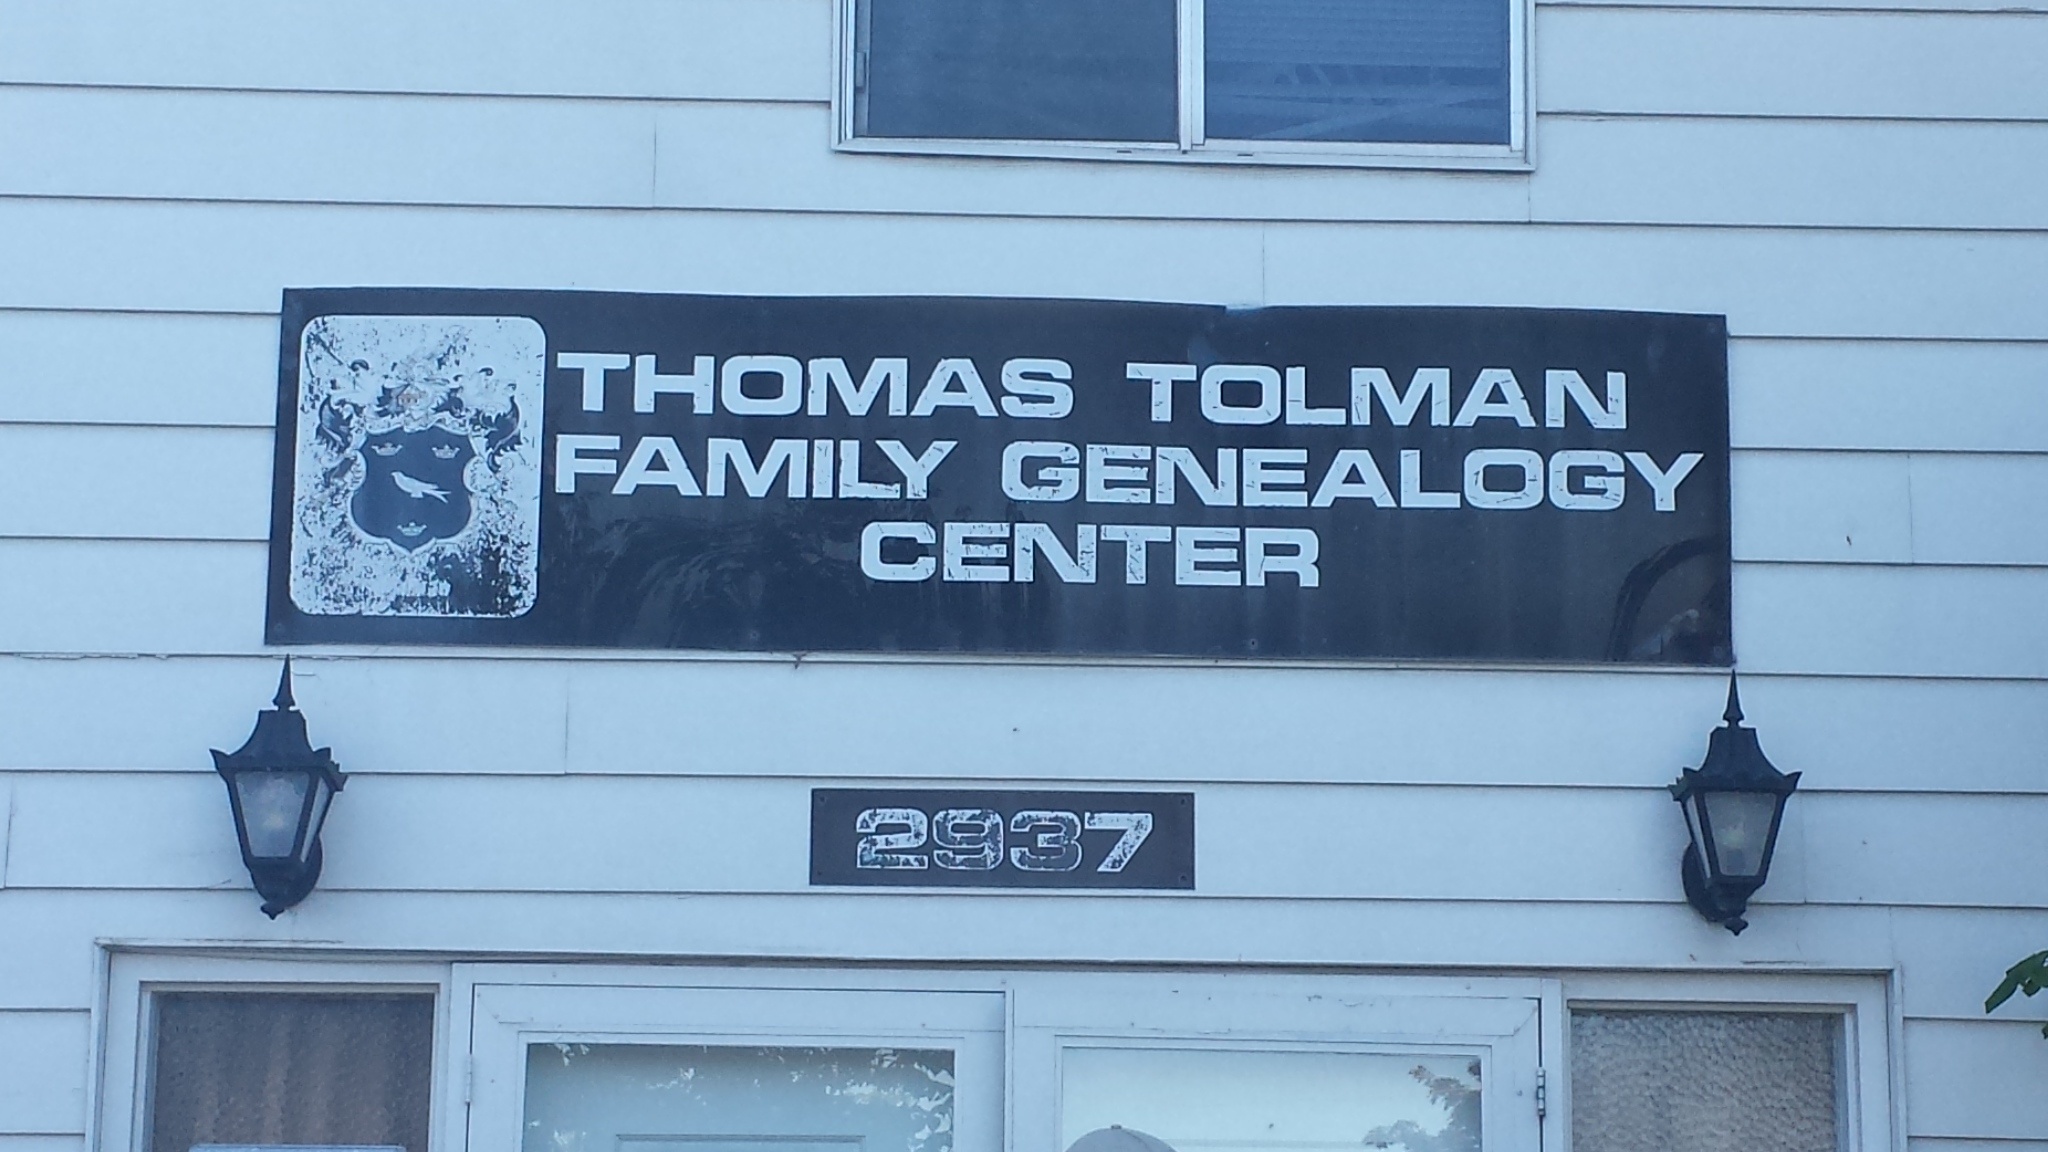 THOMAS TOLMAN
FAMILY GENEALOGY
CENTER
2937